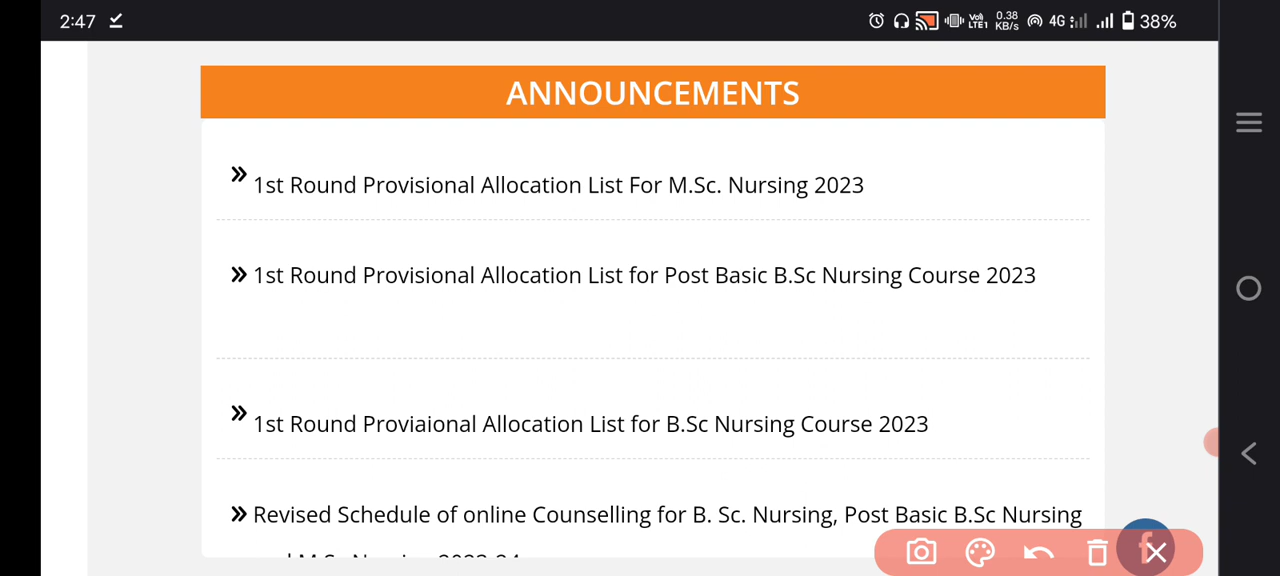 2:47
Vo)) LTE1 0.38 KB/s 4G 38%
ANNOUNCEMENTS
1st Round Provisional Allocation List For M.Sc. Nursing 2023
1st Round Provisional Allocation List for Post Basic B.Sc Nursing Course 2023
1st Round Proviaional Allocation List for B.Sc Nursing Course 2023
Revised Schedule of online Counselling for B. Sc. Nursing, Post Basic B.Sc Nursing